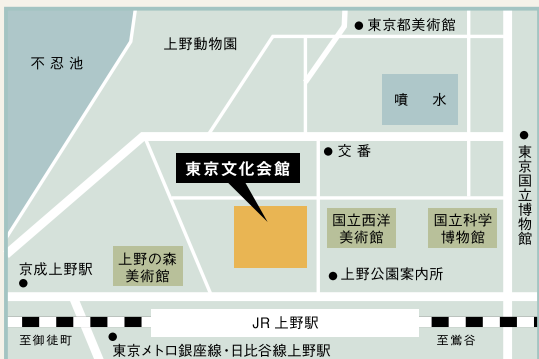 東京都美術館
上野動物園
不忍池
噴 水
交番
東京国立博物館
東京文化会館
国立西洋
美術館
国立科学
博物館
上野の森
美術館
京成上野駅
上野公園案内所
JR 上野駅
至御徒町
至鶯谷
東京メトロ銀座線・日比谷線上野駅